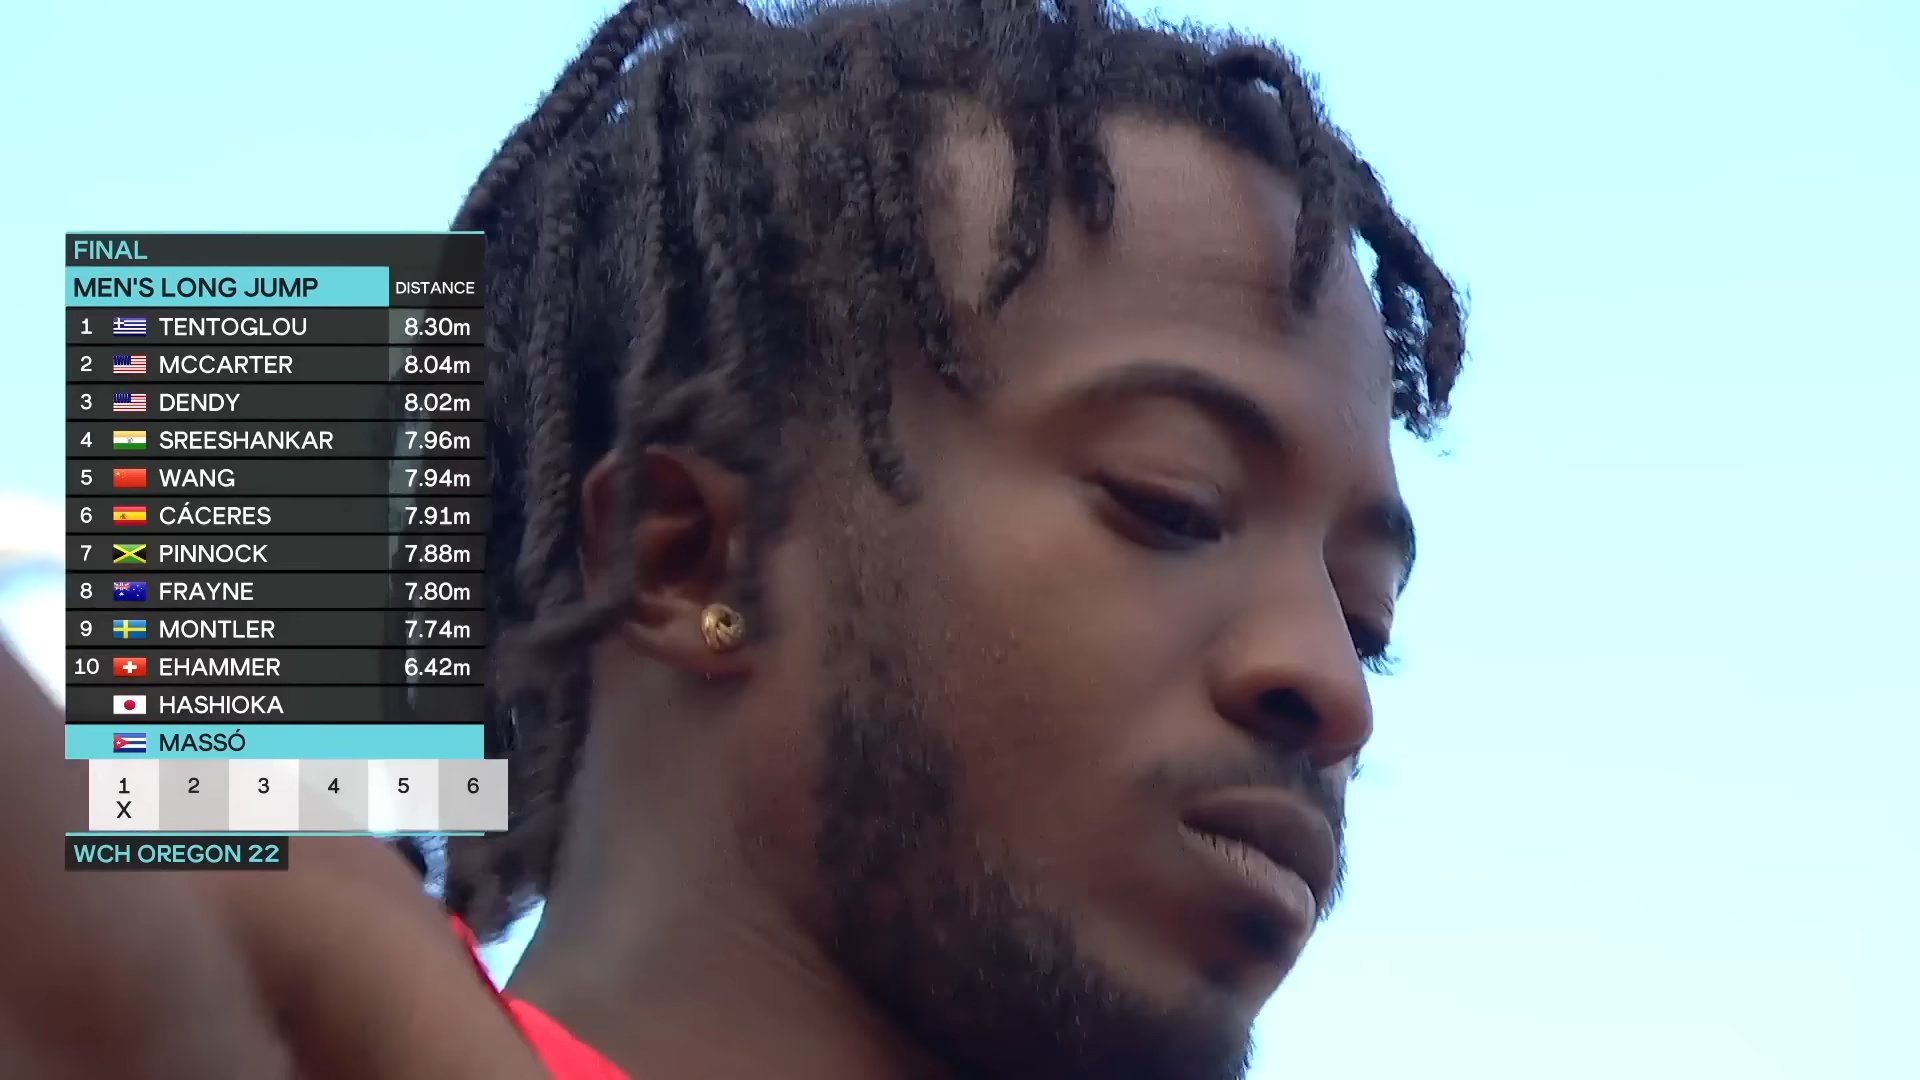 FINAL
MEN'S LONG JUMP DISTANCE
1 TENTOGLOU 8.30m
2 MCCARTER 8.04m
3 DENDY 8.02m
4 SREESHANKAR 7.96m
5 WANG 7.94m
6 CÁCERES 7.91m
7 PINNOCK 7.88m
8 FRAYNE 7.80m
9 MONTLER 7.74m
10 EHAMMER 6.42m
HASHIOKA
MASSÓ
1 2 3 4 5 6
X
WCH OREGON 22